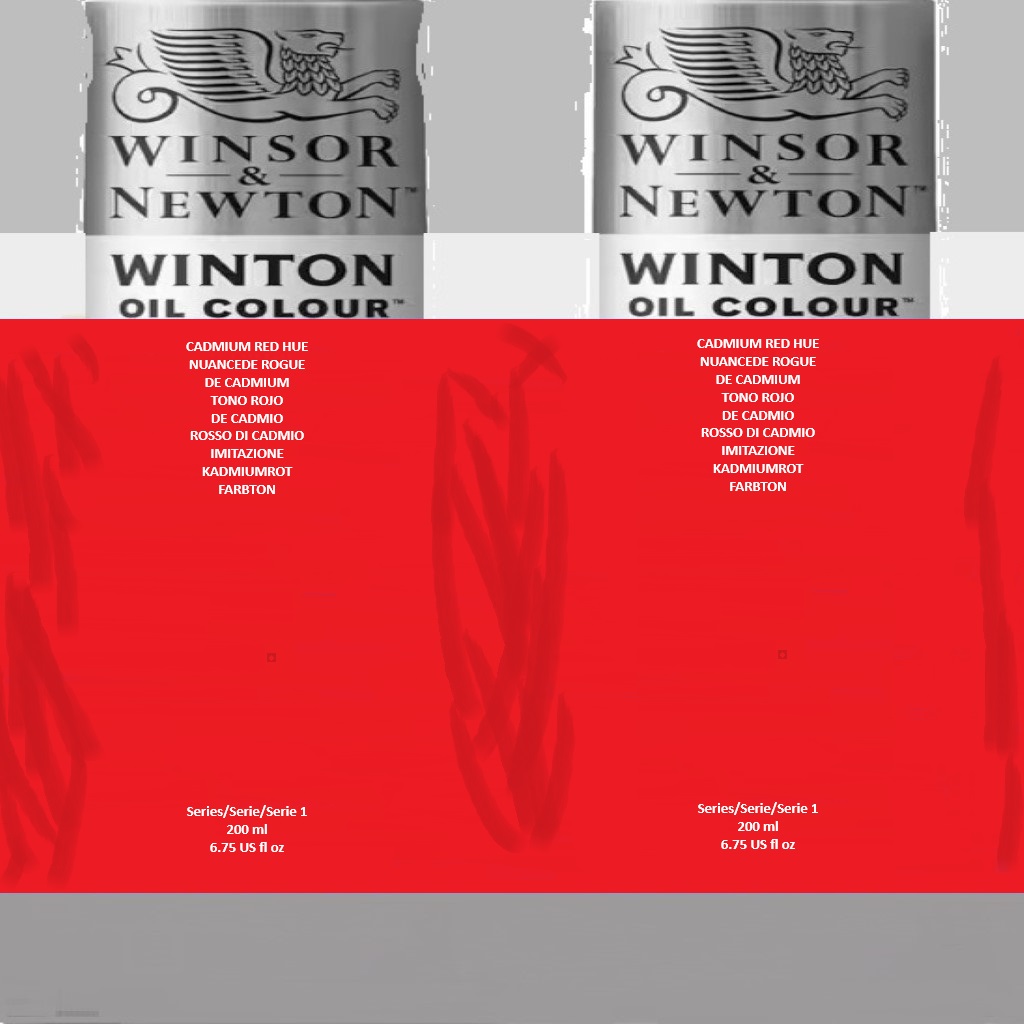 WINSOR
&
NEWTON™
WINTON
OIL COLOUR™
CADMIUM RED HUE
NUANCEDE ROGUE
DE CADMIUM
TONO ROJO
DE CADMIO
ROSSO DI CADMIO
IMITAZIONE
KADMIUMROT
FARBTON
Series/Serie/Serie 1
200 ml
6.75 US fl oz
WINSOR
&
NEWTON™
WINTON
OIL COLOUR™
CADMIUM RED HUE
NUANCEDE ROGUE
DE CADMIUM
TONO ROJO
DE CADMIO
ROSSO DI CADMIO
IMITAZIONE
KADMIUMROT
FARBTON
Series/Serie/Serie 1
200 ml
6.75 US fl oz